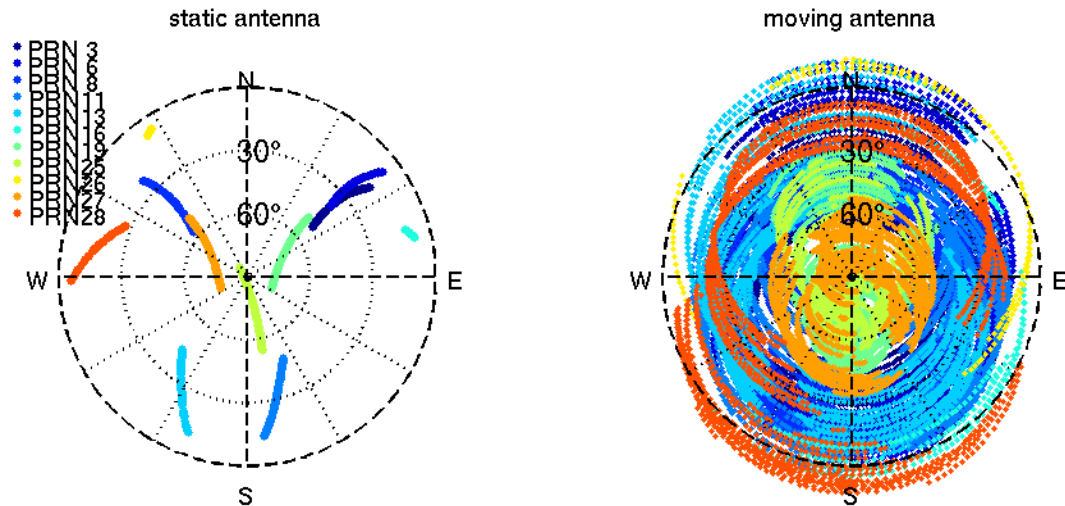 static antenna
moving antenna
PRN 3
PRN 6
PRN 8
PRN 11
PRN 13
PRN 16
PRN 19
PRN 25
PRN 26
PRN 27
PRN 28
N
30°
60°
W
E
S
N
30°
60°
W
E
S